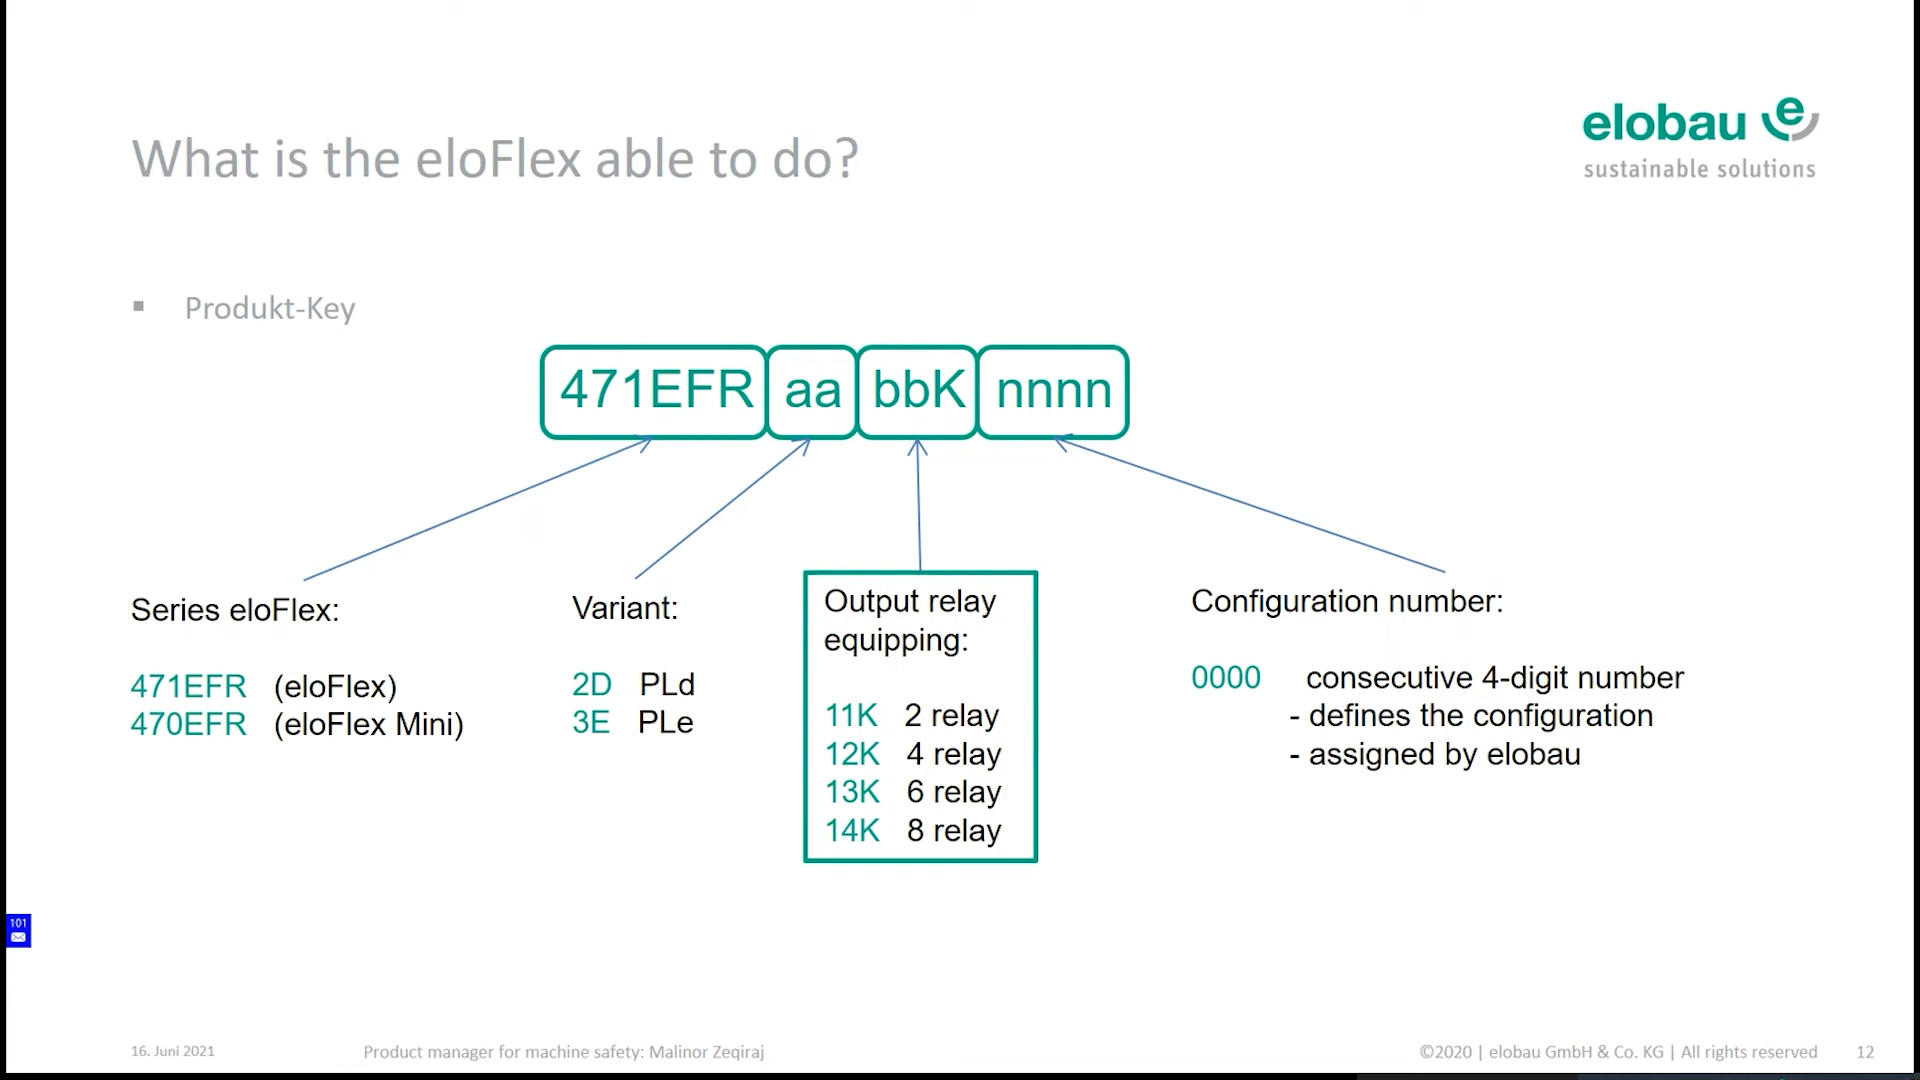 elobau e
sustainable solutions
What is the eloFlex able to do?
▪ Produkt-Key
471EFR aa bbK nnnn
Series eloFlex:
471EFR (eloFlex)
470EFR (eloFlex Mini)
Variant:
2D PLd
3E PLe
Output relay
equipping:
11K 2 relay
12K 4 relay
13K 6 relay
14K 8 relay
Configuration number:
0000 consecutive 4-digit number
- defines the configuration
- assigned by elobau
101
16. Juni 2021 Product manager for machine safety: Malinor Zeqiraj ©2020 | elobau GmbH & Co. KG | All rights reserved 12